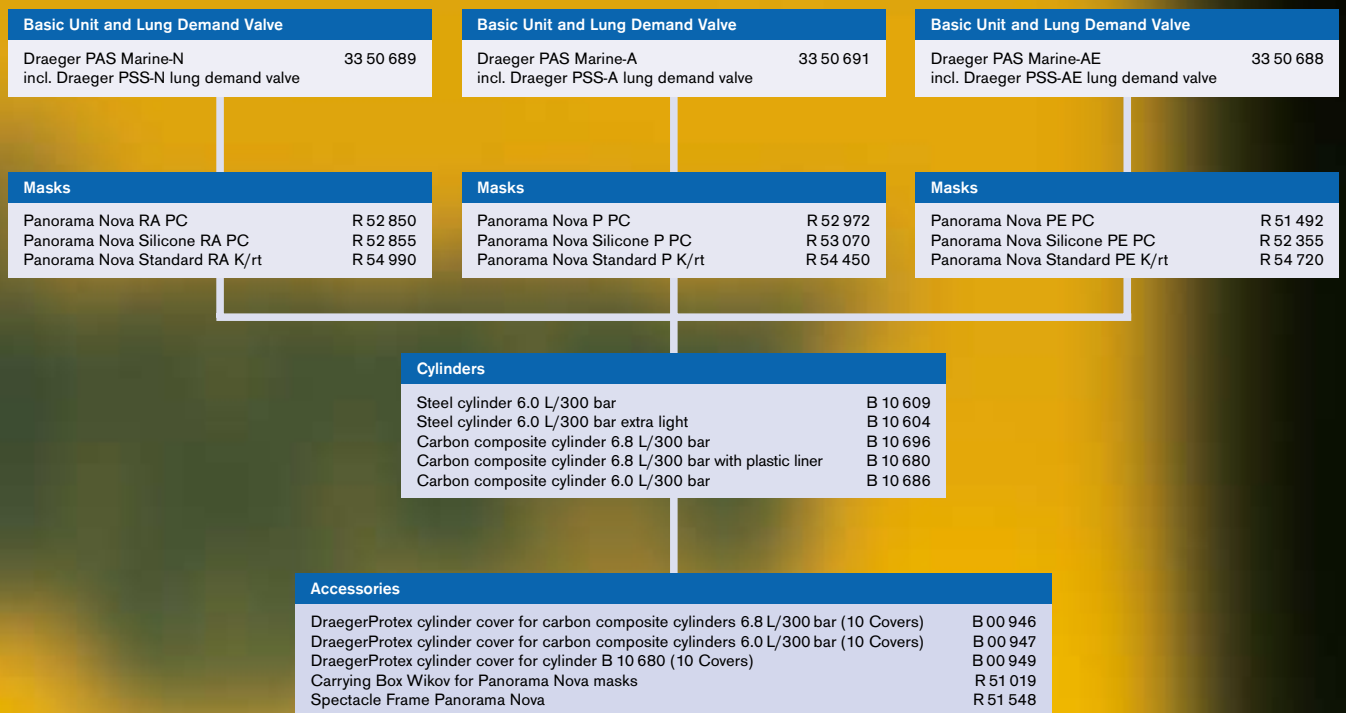 Basic Unit and Lung Demand Valve
Draeger PAS Marine-N 33 50 689
incl. Draeger PSS-N lung demand valve
Basic Unit and Lung Demand Valve
Draeger PAS Marine-A 33 50 691
incl. Draeger PSS-A lung demand valve
Basic Unit and Lung Demand Valve
Draeger PAS Marine-AE 33 50 688
incl. Draeger PSS-AE lung demand valve
Masks
Panorama Nova RA PC R 52 850
Panorama Nova Silicone RA PC R 52 855
Panorama Nova Standard RA K/rt R 54 990
Masks
Panorama Nova P PC R 52 972
Panorama Nova Silicone P PC R 53 070
Panorama Nova Standard P K/rt R 54 450
Masks
Panorama Nova PE PC R 51 492
Panorama Nova Silicone PE PC R 52 355
Panorama Nova Standard PE K/rt R 54 720
Cylinders
Steel cylinder 6.0 L/300 bar B 10 609
Steel cylinder 6.0 L/300 bar extra light B 10 604
Carbon composite cylinder 6.8 L/300 bar B 10 696
Carbon composite cylinder 6.8 L/300 bar with plastic liner B 10 680
Carbon composite cylinder 6.0 L/300 bar B 10 686
Accessories
DraegerProtex cylinder cover for carbon composite cylinders 6.8 L/300 bar (10 Covers) B 00 946
DraegerProtex cylinder cover for carbon composite cylinders 6.0 L/300 bar (10 Covers) B 00 947
DraegerProtex cylinder cover for cylinder B 10 680 (10 Covers) B 00 949
Carrying Box Wikov for Panorama Nova masks R 51 019
Spectacle Frame Panorama Nova R 51 548